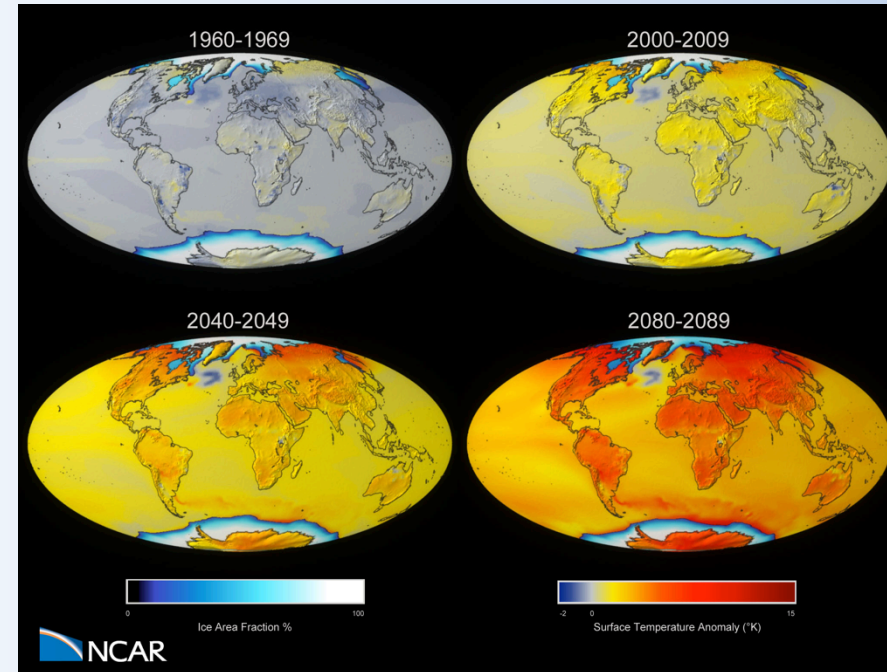 1960-1969
2000-2009
2040-2049
2080-2089
0 100
Ice Area Fraction %
-2 0 15
Surface Temperature Anomaly (°K)
NCAR